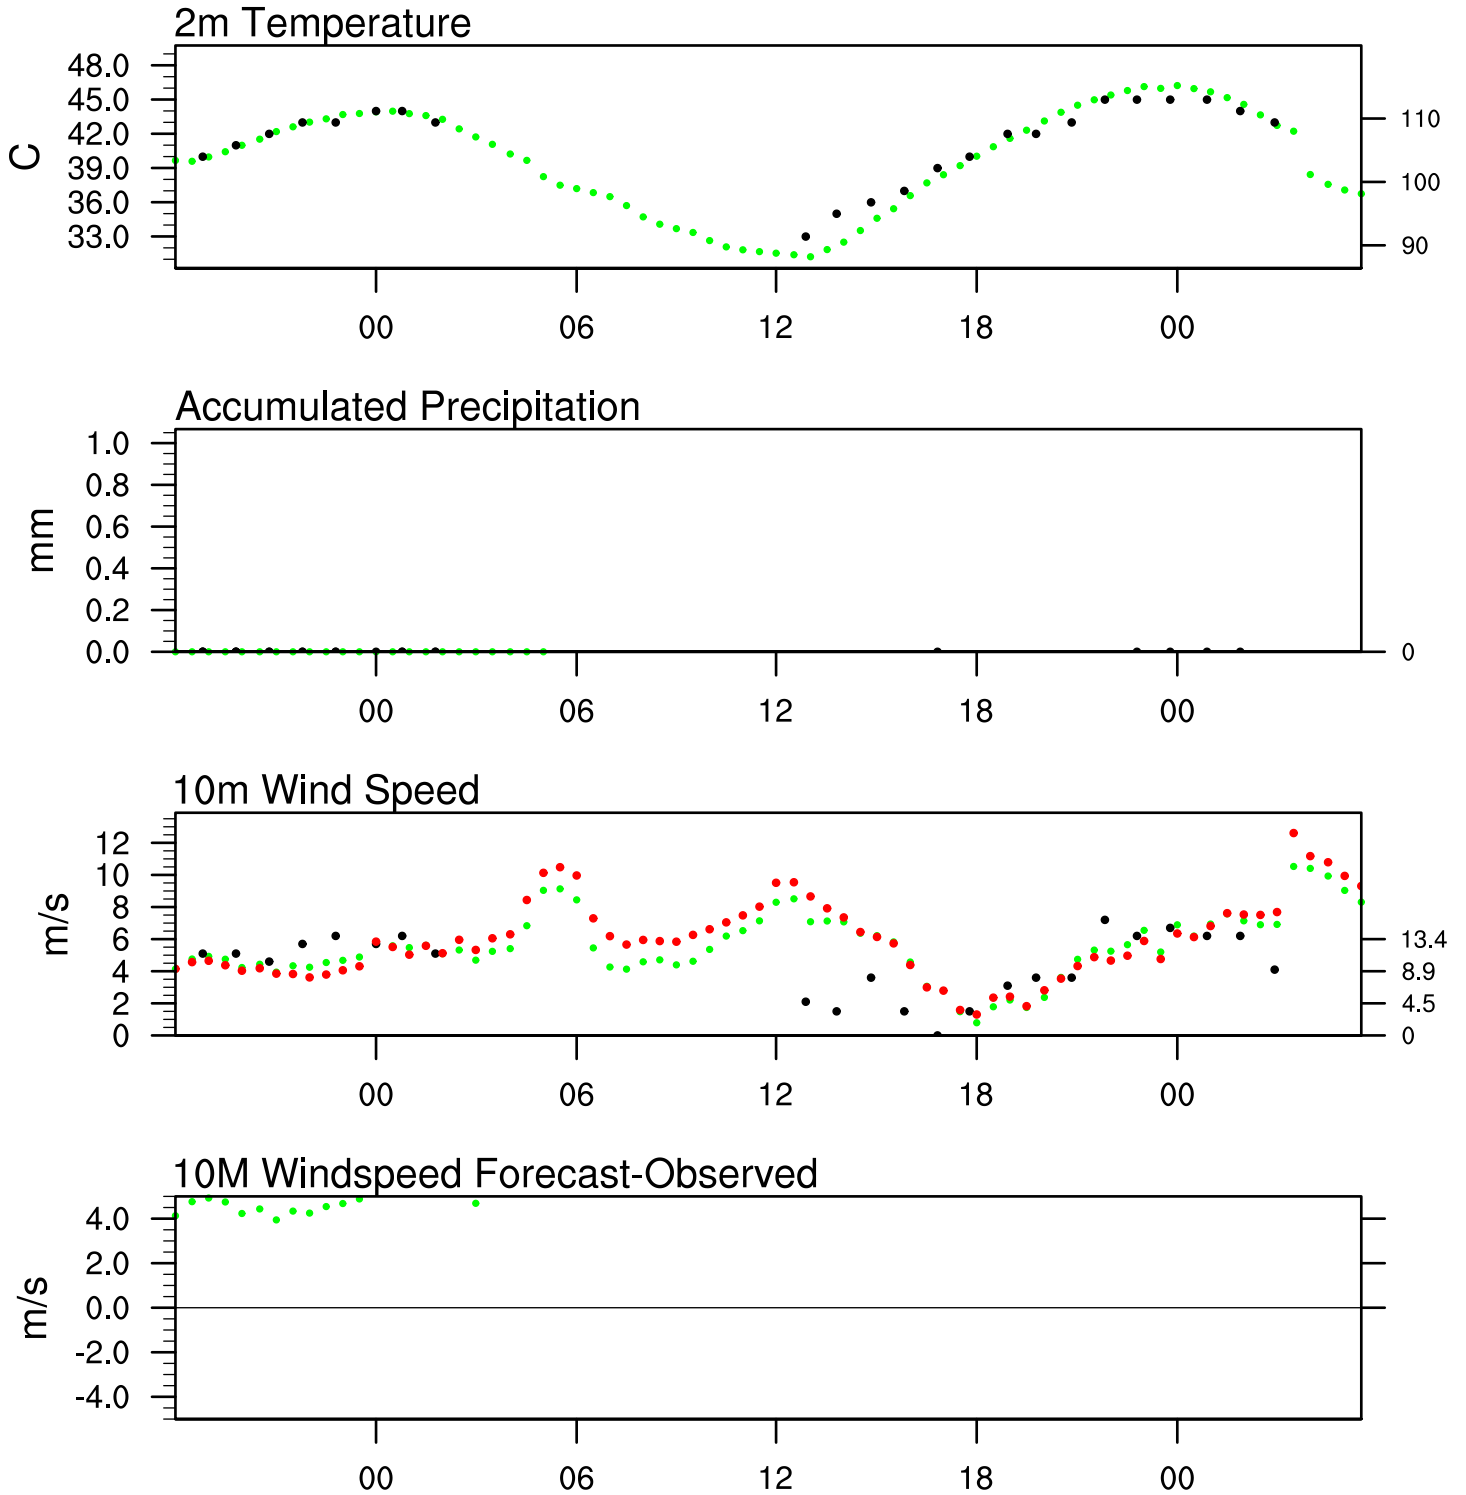 2m Temperature
C
48.0
45.0
42.0
39.0
36.0
33.0
110
100
90
00 06 12 18 00
Accumulated Precipitation
mm
1.0
0.8
0.6
0.4
0.2
0.0
0
00 06 12 18 00
10m Wind Speed
m/s
12
10
8
6
4
2
0
13.4
8.9
4.5
0
00 06 12 18 00
10M Windspeed Forecast-Observed
m/s
4.0
2.0
0.0
-2.0
-4.0
00 06 12 18 00